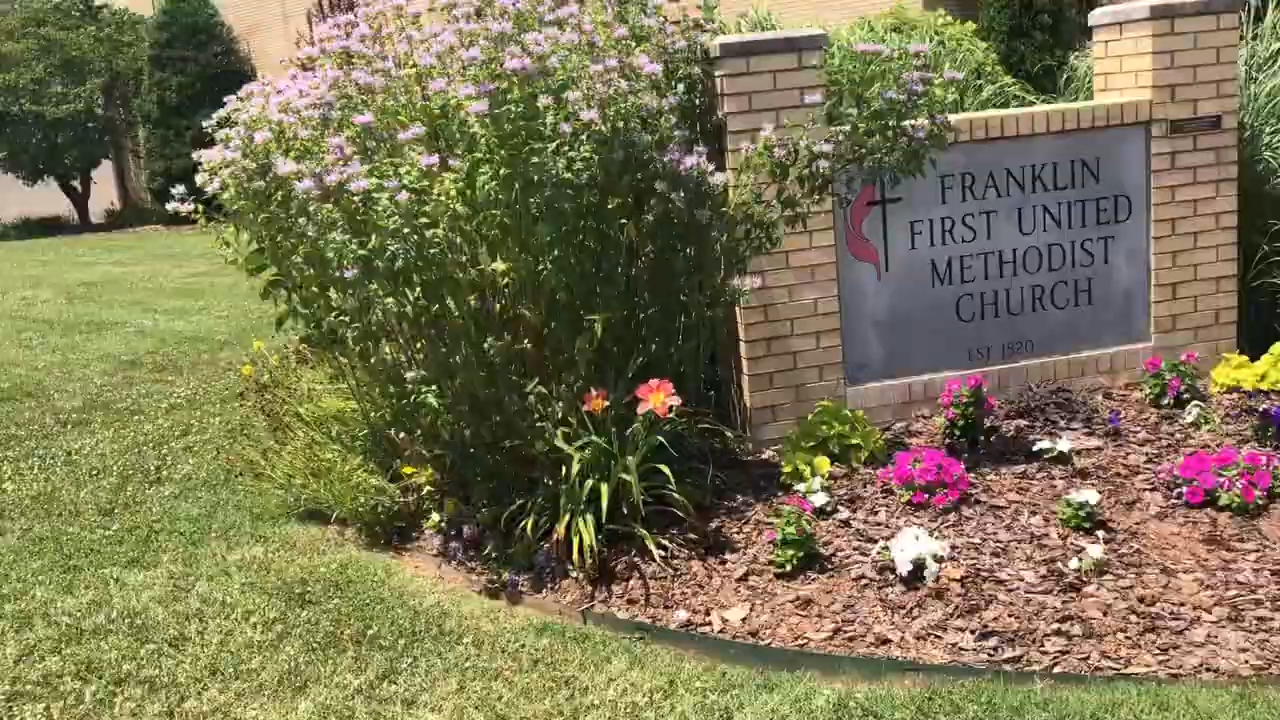 FRANKLIN
FIRST UNITED
METHODIST
CHURCH
EST 1820